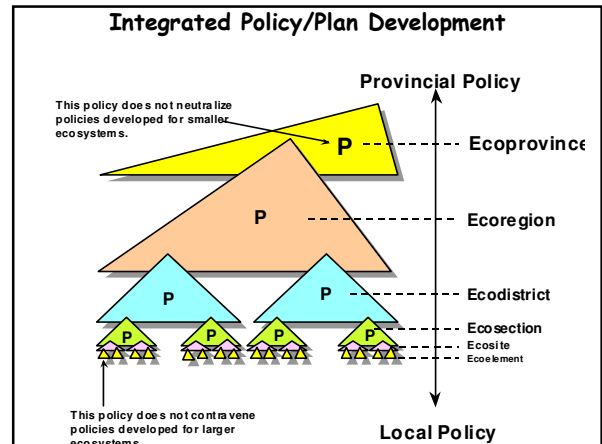 Integrated Policy/Plan Development
Provincial Policy
This policy does not neutralize
policies developed for smaller
ecosystems.
P
Ecoprovince
P
Ecoregion
P
P
Ecodistrict
P
P
P
P
Ecosection
Ecosite
Ecoelement
This policy does not contravene
policies developed for larger
ecosystems
Local Policy